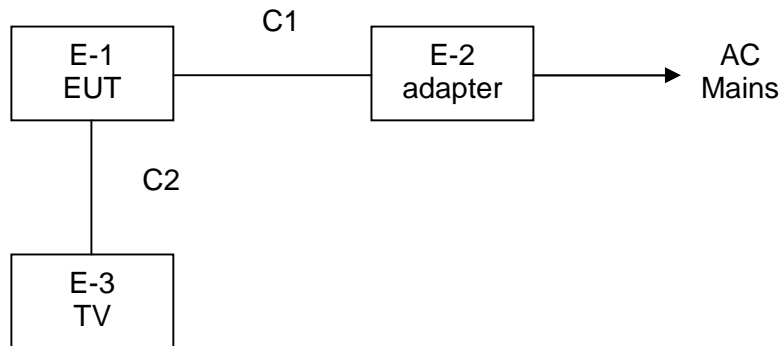 C1
E-1
EUT
E-2
adapter
AC
Mains
C2
E-3
TV